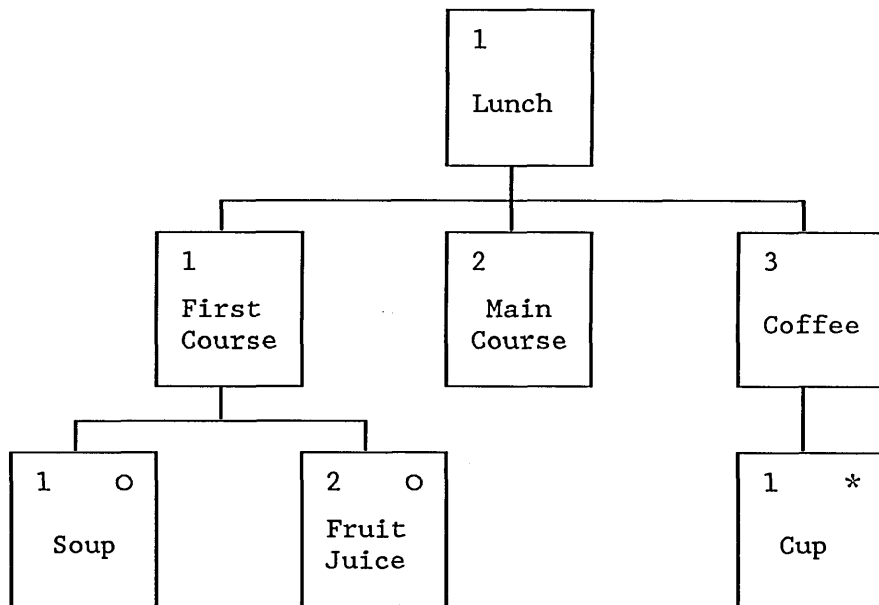 1
Lunch
1
First
Course
2
Main
Course
3
Coffee
1 O
Soup
2 O
Fruit
Juice
1 *
Cup